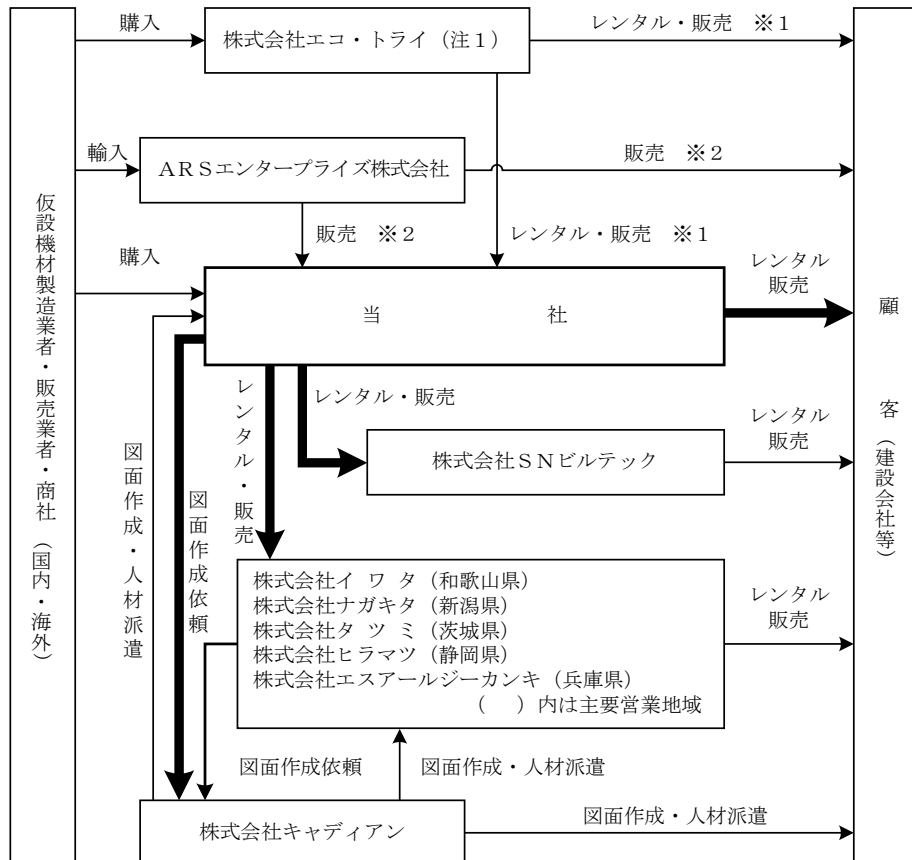 購入
株式会社エコ・トライ（注１）
レンタル・販売　※１
輸入
ＡＲＳエンタープライズ株式会社
販売　※２
仮設機材製造業者・販売業者・商社（国内・海外）
購入
販売　※２
レンタル・販売　※１
当　　　　社
レンタル
販売
顧　　客（建設会社等）
レンタル・販売
レンタル・販売
株式会社ＳＮビルテック
レンタル
販売
図面作成・人材派遣
図面作成依頼
株式会社イ ワ タ（和歌山県）
株式会社ナガキタ（新潟県）
株式会社タ ツ ミ（茨城県）
株式会社ヒラマツ（静岡県）
株式会社エスアールジーカンキ（兵庫県）
（　）内は主要営業地域
レンタル
販売
図面作成依頼
図面作成・人材派遣
株式会社キャディアン
図面作成・人材派遣